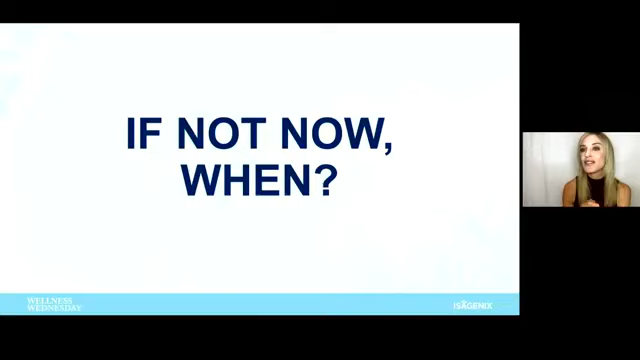 IF NOT NOW,
WHEN?
WELLNESS
WEDNESDAY
ISAGENIX